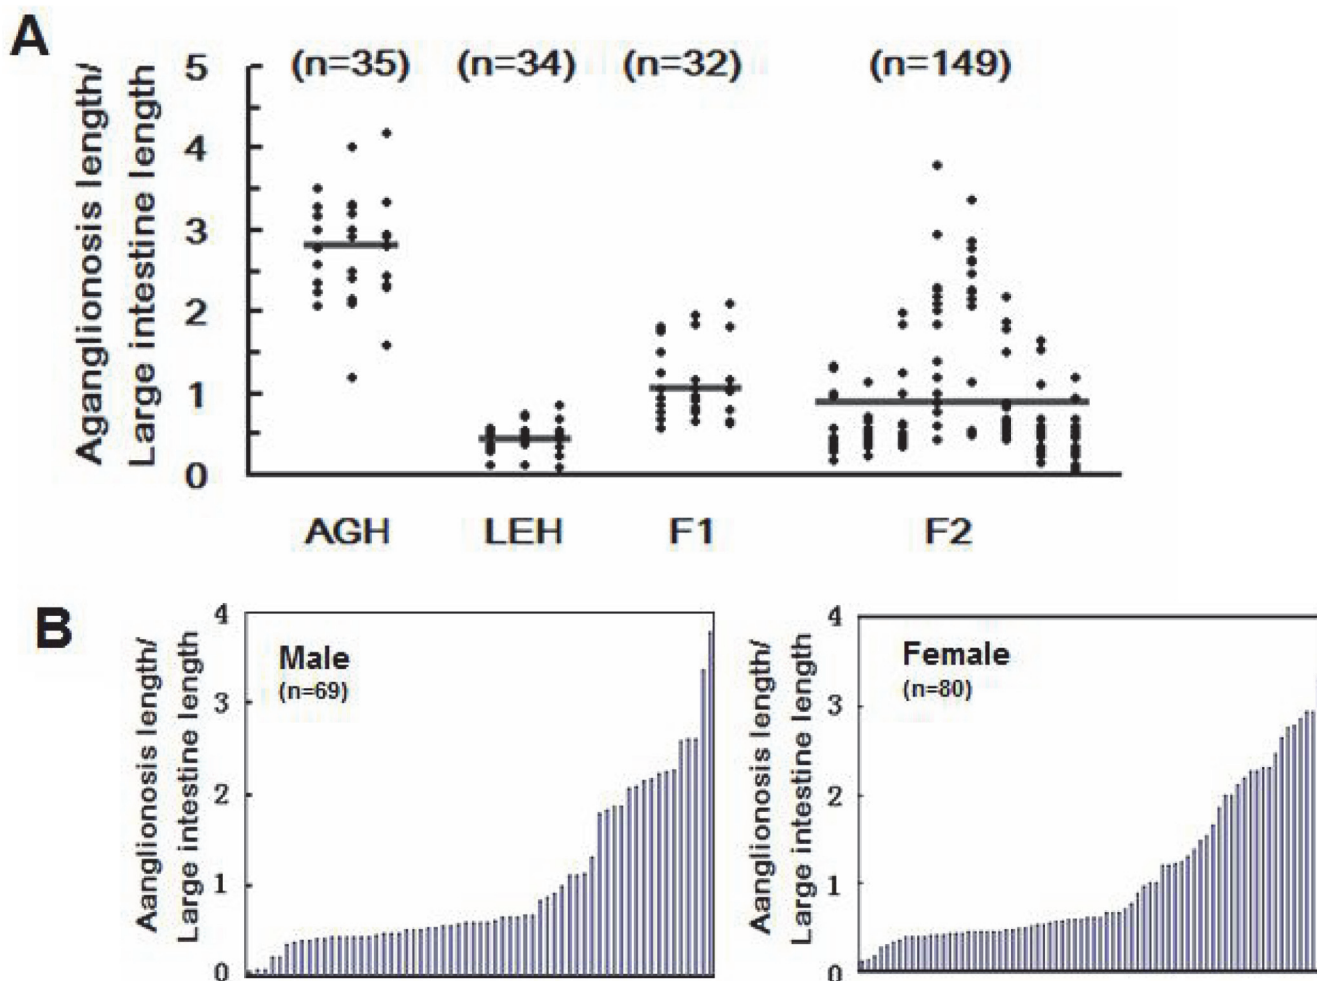 A
Aganglionosis length/
Large intestine length
5
4
3
2
1
0
(n=35) (n=34) (n=32) (n=149)
AGH LEH F1 F2
B
Aanglionosis length/
Large intestine length
4
3
2
1
0
Male
(n=69)
Aanglionosis length/
Large intestine length
4
3
2
1
0
Female
(n=80)